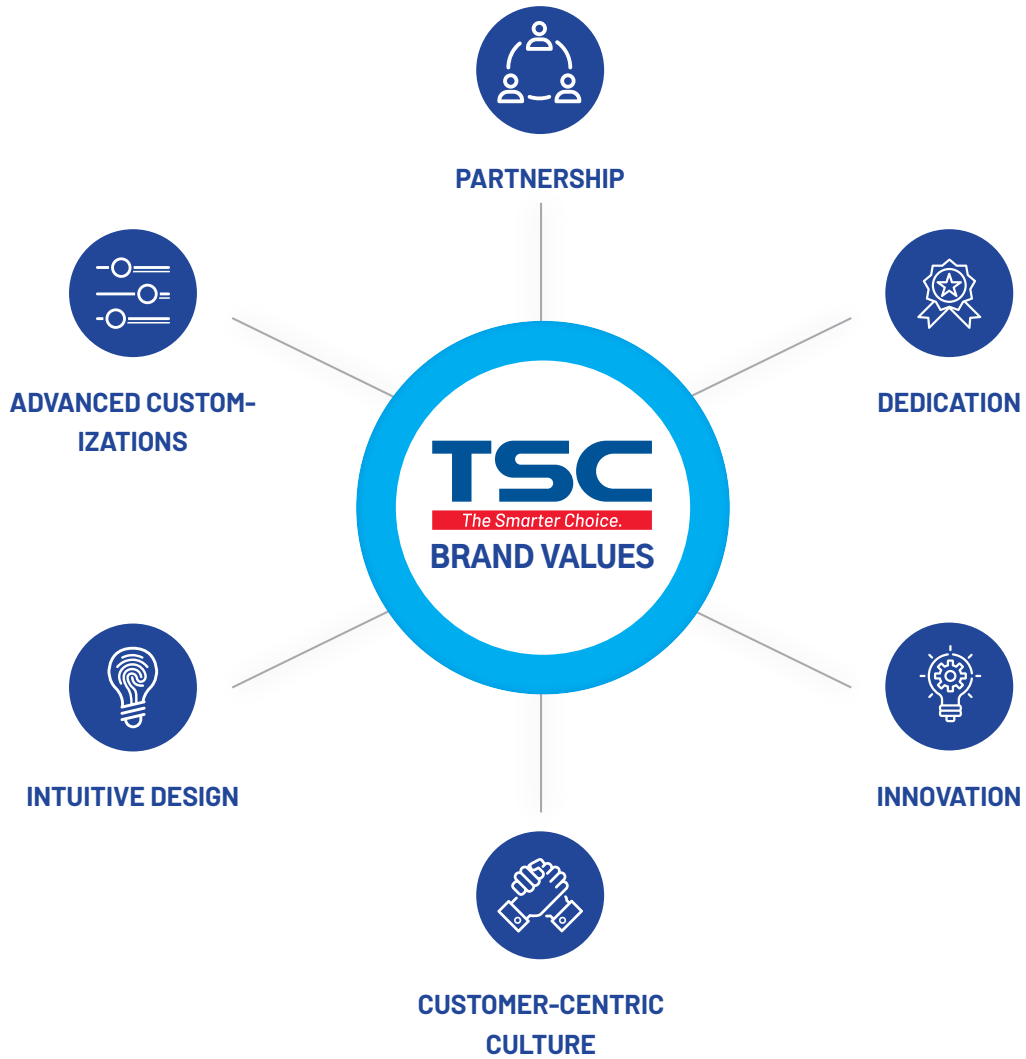 PARTNERSHIP
ADVANCED CUSTOM-
IZATIONS
DEDICATION
TSC
The Smarter Choice.
BRAND VALUES
INTUITIVE DESIGN
INNOVATION
CUSTOMER-CENTRIC
CULTURE